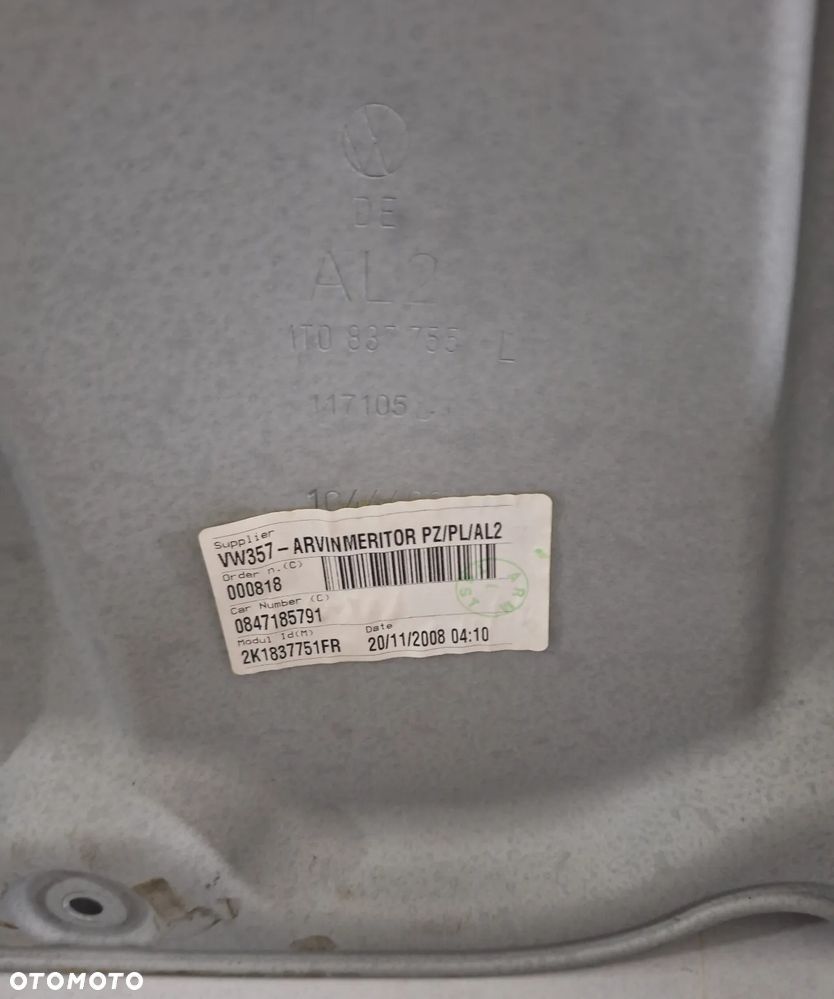 DE
AL2
1T0 837 755 L
117105
Supplier
VW357-ARVINMERITOR PZ/PL/AL2
Order n.(C)
000818
Car Number (C)
0847185791
Modul Id(M)
2K1837751FR
Date
20/11/2008 04:10
OTOMOTO